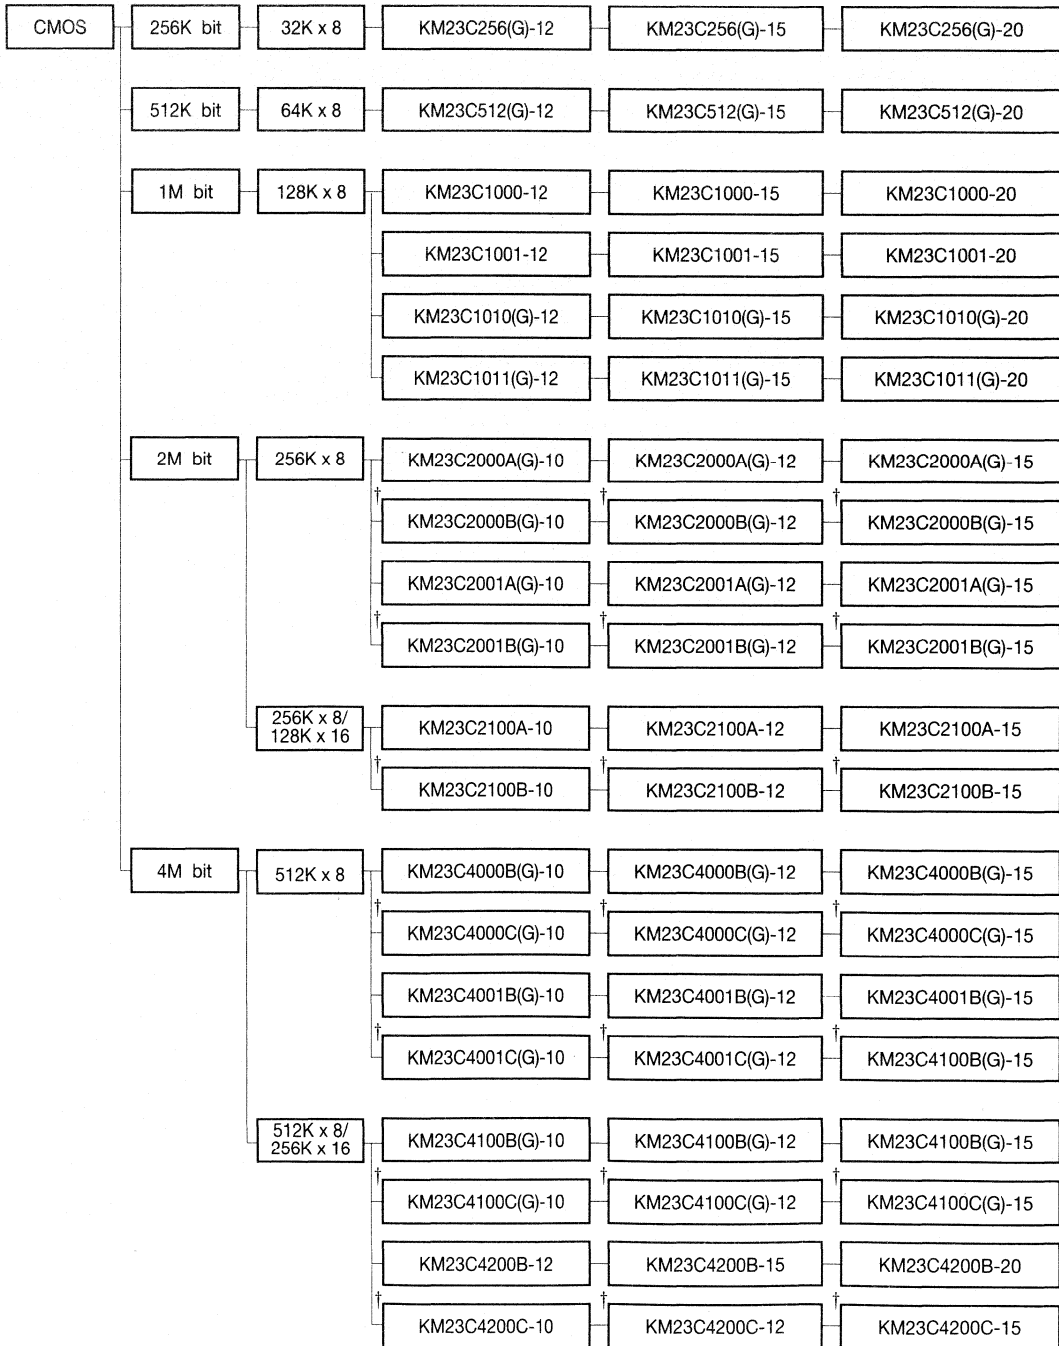 CMOS 256K bit 32K x 8 KM23C256(G)-12 KM23C256(G)-15 KM23C256(G)-20
512K bit 64K x 8 KM23C512(G)-12 KM23C512(G)-15 KM23C512(G)-20
1M bit 128K x 8 KM23C1000-12 KM23C1000-15 KM23C1000-20
KM23C1001-12 KM23C1001-15 KM23C1001-20
KM23C1010(G)-12 KM23C1010(G)-15 KM23C1010(G)-20
KM23C1011(G)-12 KM23C1011(G)-15 KM23C1011(G)-20
2M bit 256K x 8 KM23C2000A(G)-10 KM23C2000A(G)-12 KM23C2000A(G)-15
† KM23C2000B(G)-10 † KM23C2000B(G)-12 † KM23C2000B(G)-15
KM23C2001A(G)-10 KM23C2001A(G)-12 KM23C2001A(G)-15
† KM23C2001B(G)-10 † KM23C2001B(G)-12 † KM23C2001B(G)-15
256K x 8/
128K x 16 KM23C2100A-10 KM23C2100A-12 KM23C2100A-15
† KM23C2100B-10 † KM23C2100B-12 † KM23C2100B-15
4M bit 512K x 8 KM23C4000B(G)-10 KM23C4000B(G)-12 KM23C4000B(G)-15
† KM23C4000C(G)-10 † KM23C4000C(G)-12 † KM23C4000C(G)-15
KM23C4001B(G)-10 KM23C4001B(G)-12 KM23C4001B(G)-15
† KM23C4001C(G)-10 † KM23C4001C(G)-12 † KM23C4100B(G)-15
512K x 8/
256K x 16 KM23C4100B(G)-10 KM23C4100B(G)-12 KM23C4100B(G)-15
† KM23C4100C(G)-10 † KM23C4100C(G)-12 † KM23C4100C(G)-15
KM23C4200B-12 KM23C4200B-15 KM23C4200B-20
† KM23C4200C-10 † KM23C4200C-12 † KM23C4200C-15